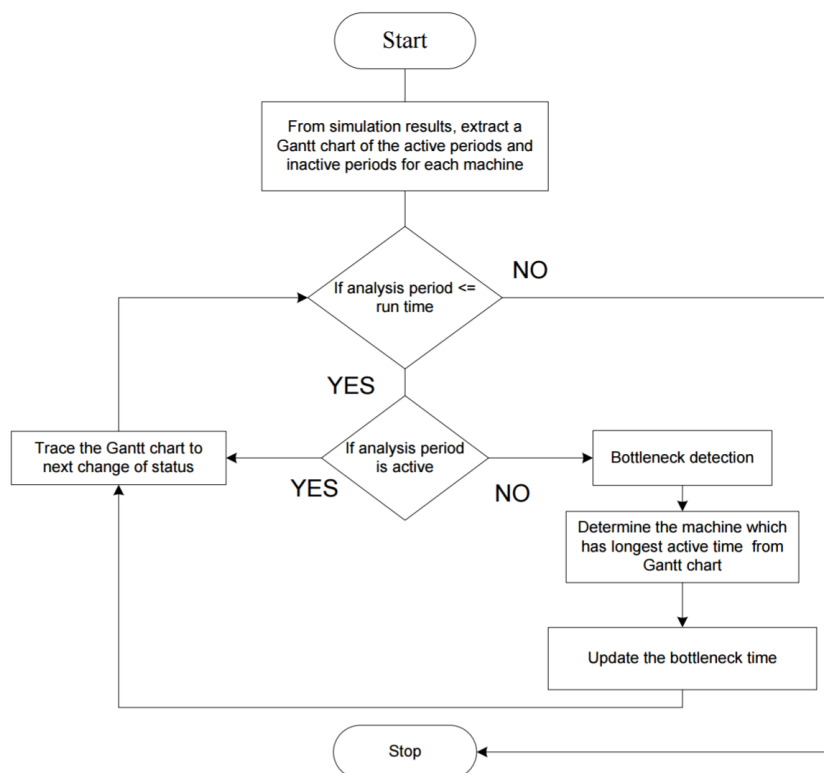 Start
From simulation results, extract a
Gantt chart of the active periods and
inactive periods for each machine
NO
If analysis period <=
run time
YES
If analysis period
is active
Trace the Gantt chart to
next change of status
YES
NO
Bottleneck detection
Determine the machine which
has longest active time from
Gantt chart
Update the bottleneck time
Stop